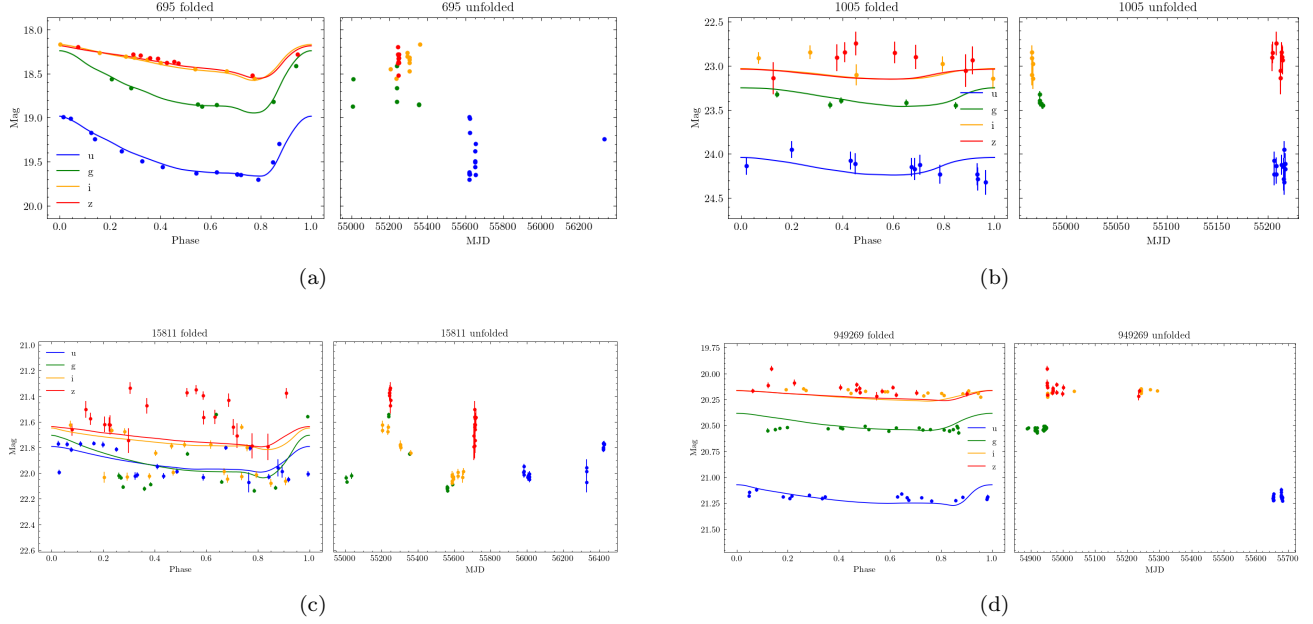 695 folded
695 unfolded
18.0
18.5
19.0
19.5
20.0
Mag
u
g
i
z
0.0 0.2 0.4 0.6 0.8 1.0
Phase
55000 55200 55400 55600 55800 56000 56200
MJD
(a)
1005 folded
1005 unfolded
22.5
23.0
23.5
24.0
24.5
Mag
u
g
i
z
0.0 0.2 0.4 0.6 0.8 1.0
Phase
55000 55050 55100 55150 55200
MJD
(b)
15811 folded
15811 unfolded
21.0
21.2
21.4
21.6
21.8
22.0
22.2
22.4
22.6
Mag
u
g
i
z
0.0 0.2 0.4 0.6 0.8 1.0
Phase
55000 55200 55400 55600 55800 56000 56200 56400
MJD
(c)
949269 folded
949269 unfolded
19.75
20.00
20.25
20.50
20.75
21.00
21.25
21.50
Mag
u
g
i
z
0.0 0.2 0.4 0.6 0.8 1.0
Phase
54900 55000 55100 55200 55300 55400 55500 55600 55700
MJD
(d)